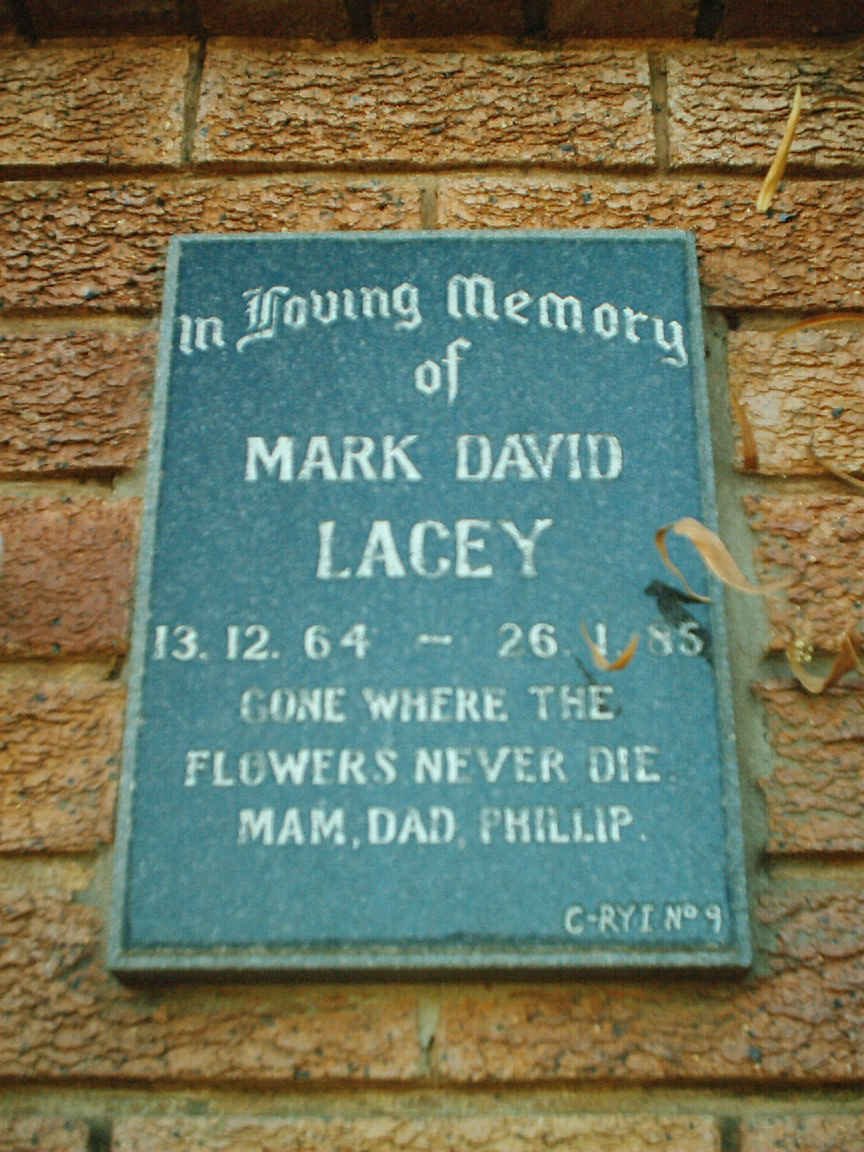 In Loving Memory
of
MARK DAVID
LACEY
13.12.64 - 26.1.85
GONE WHERE THE
FLOWERS NEVER DIE.
MAM, DAD, PHILLIP.
C-RYI Nº 9